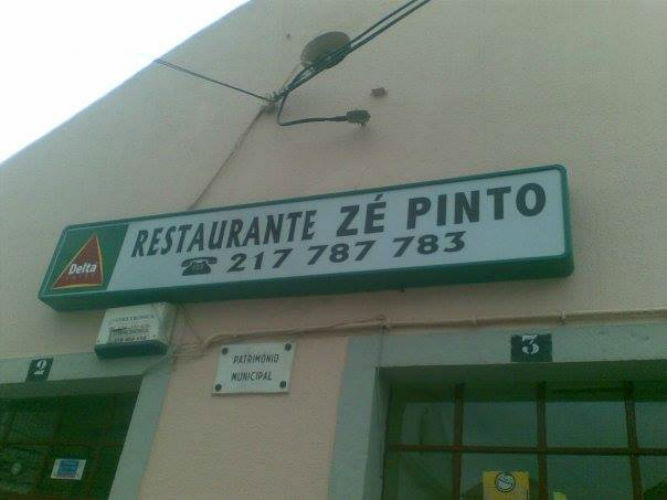 RESTAURANTE ZÉ PINTO
217 787 783
Delta
2
3
PATRIMÓNIO
MUNICIPAL